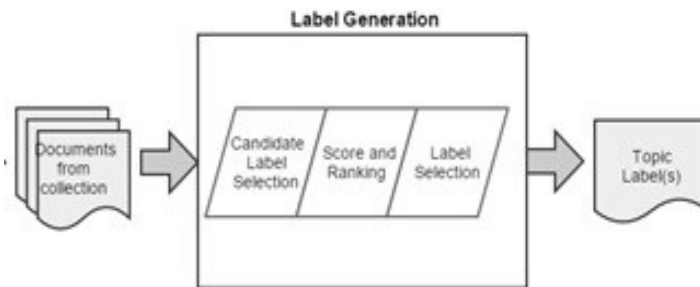 Label Generation
Documents
from
collection
Candidate
Label
Selection
Score and
Ranking
Label
Selection
Topic
Label(s)